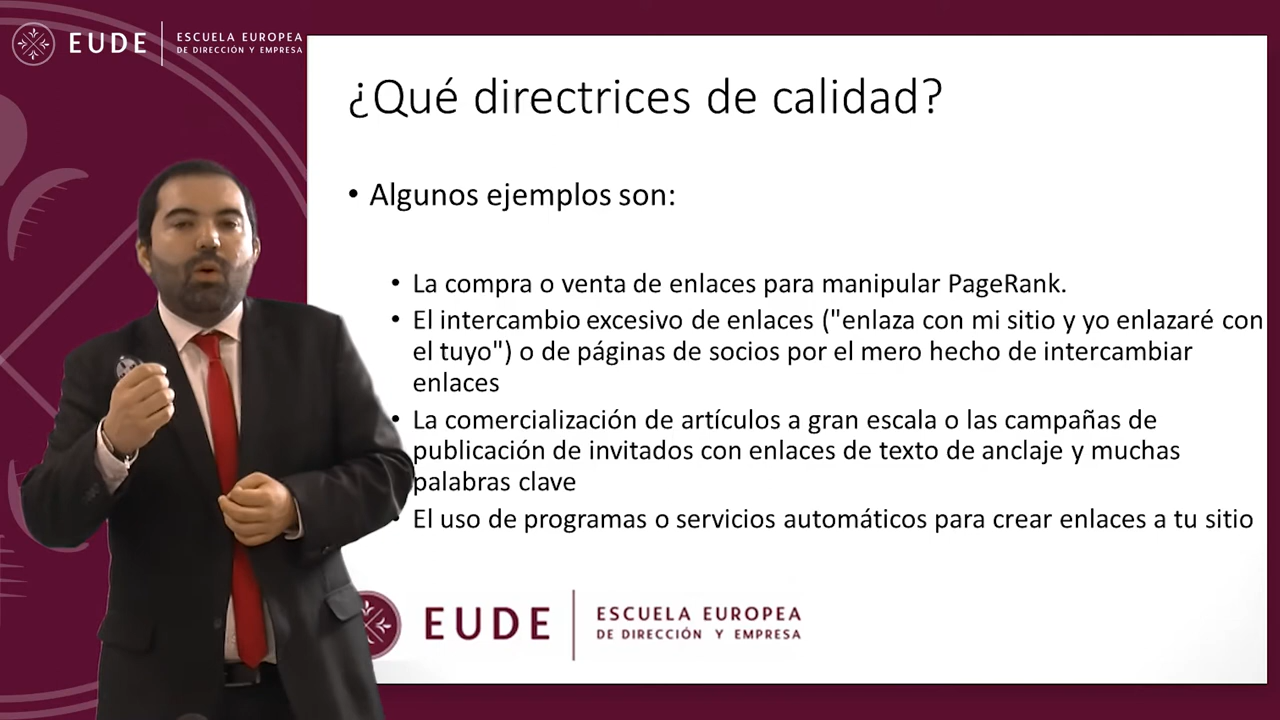 EUDE
ESCUELA EUROPEA
DE DIRECCIÓN Y EMPRESA
¿Qué directrices de calidad?
• Algunos ejemplos son:
• La compra o venta de enlaces para manipular PageRank.
• El intercambio excesivo de enlaces ("enlaza con mi sitio y yo enlazaré con
el tuyo") o de páginas de socios por el mero hecho de intercambiar
enlaces
• La comercialización de artículos a gran escala o las campañas de
publicación de invitados con enlaces de texto de anclaje y muchas
palabras clave
• El uso de programas o servicios automáticos para crear enlaces a tu sitio
EUDE
ESCUELA EUROPEA
DE DIRECCIÓN Y EMPRESA